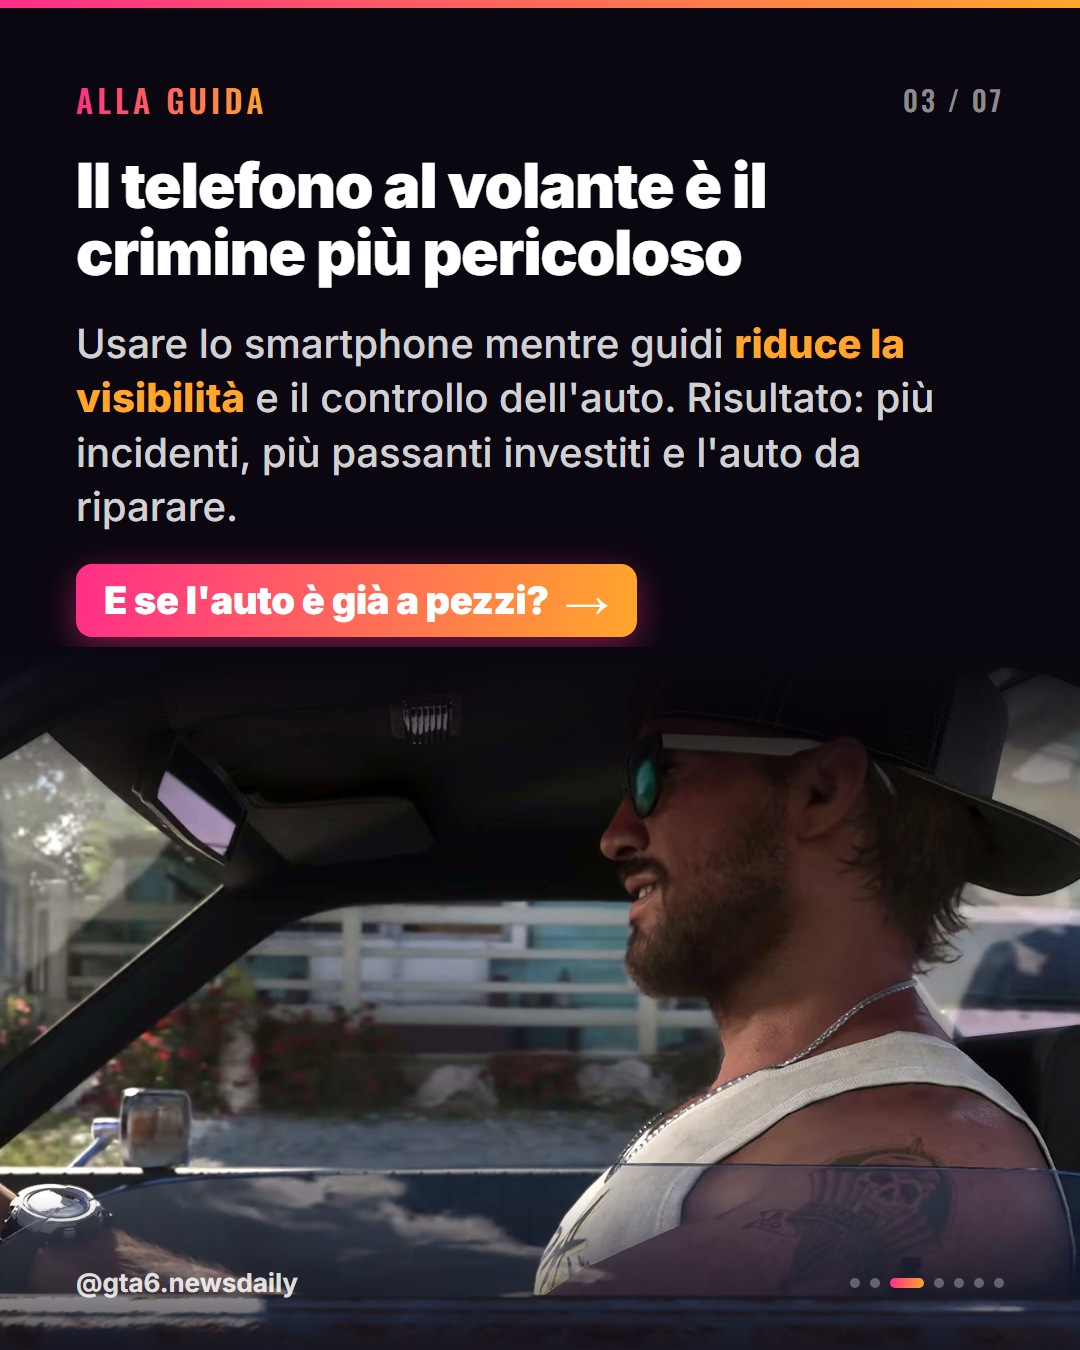 ALLA GUIDA
03 / 07
Il telefono al volante è il
crimine più pericoloso
Usare lo smartphone mentre guidi riduce la
visibilità e il controllo dell'auto. Risultato: più
incidenti, più passanti investiti e l'auto da
riparare.
E se l'auto è già a pezzi? →
@gta6.newsdaily